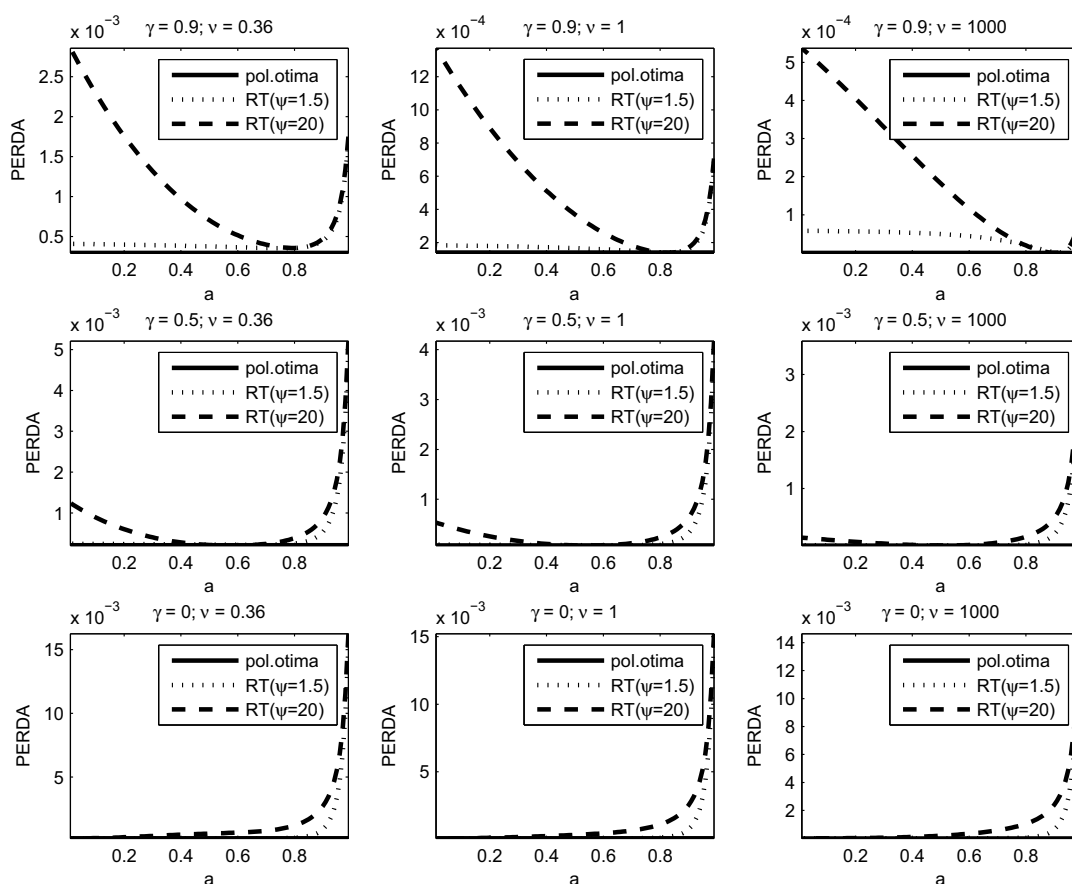 x 10⁻³
γ = 0.9; ν = 0.36
PERDA
2.5
2
1.5
1
0.5
pol.otima
RT(ψ=1.5)
RT(ψ=20)
0.2 0.4 0.6 0.8
a
x 10⁻⁴
γ = 0.9; ν = 1
PERDA
12
10
8
6
4
2
pol.otima
RT(ψ=1.5)
RT(ψ=20)
0.2 0.4 0.6 0.8
a
x 10⁻⁴
γ = 0.9; ν = 1000
PERDA
5
4
3
2
1
pol.otima
RT(ψ=1.5)
RT(ψ=20)
0.2 0.4 0.6 0.8
a
x 10⁻³
γ = 0.5; ν = 0.36
PERDA
5
4
3
2
1
pol.otima
RT(ψ=1.5)
RT(ψ=20)
0.2 0.4 0.6 0.8
a
x 10⁻³
γ = 0.5; ν = 1
PERDA
4
3
2
1
pol.otima
RT(ψ=1.5)
RT(ψ=20)
0.2 0.4 0.6 0.8
a
x 10⁻³
γ = 0.5; ν = 1000
PERDA
3
2
1
pol.otima
RT(ψ=1.5)
RT(ψ=20)
0.2 0.4 0.6 0.8
a
x 10⁻³
γ = 0; ν = 0.36
PERDA
15
10
5
pol.otima
RT(ψ=1.5)
RT(ψ=20)
0.2 0.4 0.6 0.8
a
x 10⁻³
γ = 0; ν = 1
PERDA
15
10
5
pol.otima
RT(ψ=1.5)
RT(ψ=20)
0.2 0.4 0.6 0.8
a
x 10⁻³
γ = 0; ν = 1000
PERDA
14
12
10
8
6
4
2
pol.otima
RT(ψ=1.5)
RT(ψ=20)
0.2 0.4 0.6 0.8
a